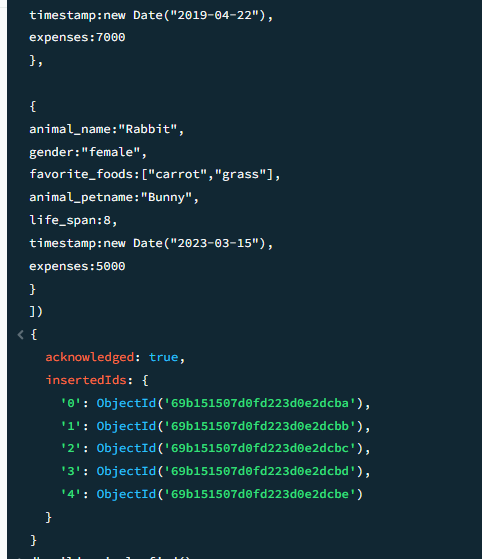 timestamp:new Date("2019-04-22"),
expenses:7000
},
{
animal_name:"Rabbit",
gender:"female",
favorite_foods:["carrot","grass"],
animal_petname:"Bunny",
life_span:8,
timestamp:new Date("2023-03-15"),
expenses:5000
}
])
< {
acknowledged: true,
insertedIds: {
'0': ObjectId('69b151507d0fd223d0e2dcba'),
'1': ObjectId('69b151507d0fd223d0e2dcbb'),
'2': ObjectId('69b151507d0fd223d0e2dcbc'),
'3': ObjectId('69b151507d0fd223d0e2dcbd'),
'4': ObjectId('69b151507d0fd223d0e2dcbe')
}
}